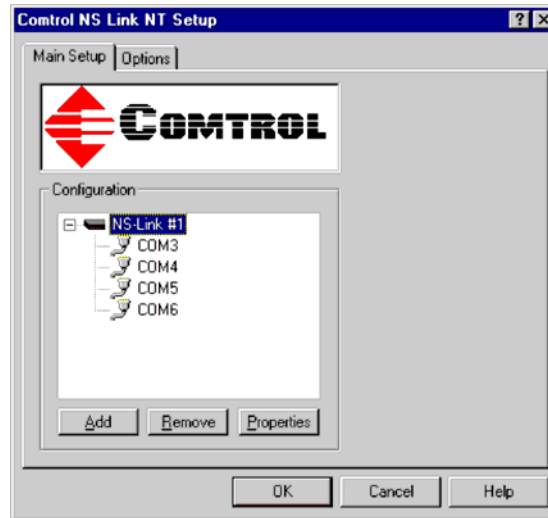 Comtrol NS Link NT Setup
Main Setup Options
COMTROL
Configuration
NS-Link #1
COM3
COM4
COM5
COM6
Add Remove Properties
OK Cancel Help